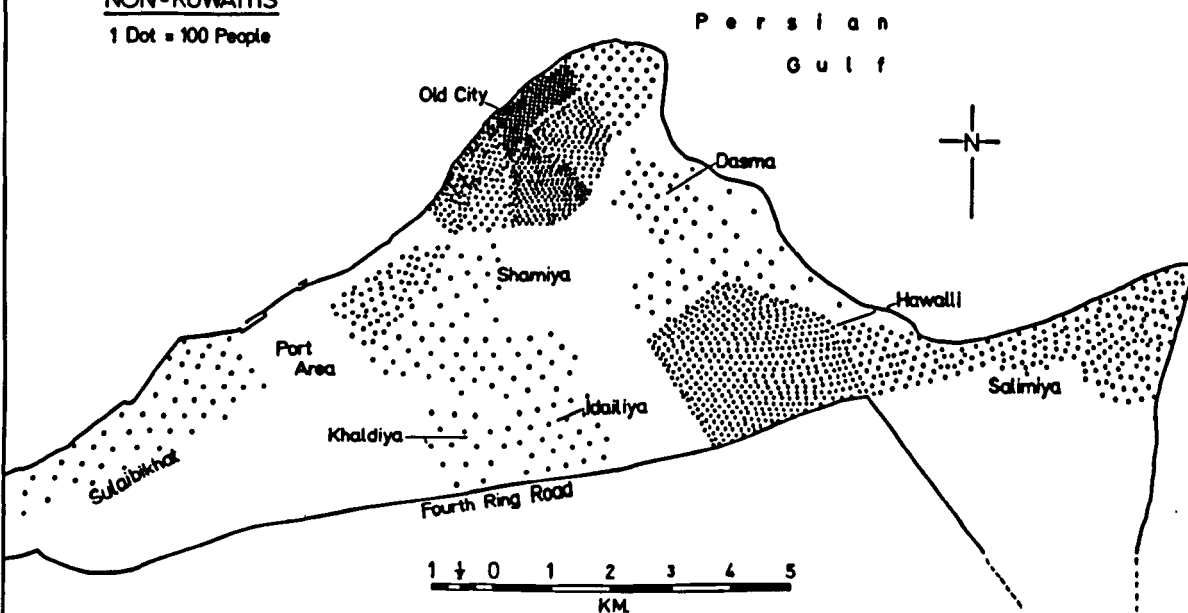 NON-KUWAITIS
1 Dot = 100 People
Persian
Gulf
Old City
N
Dasma
Shamiya
Hawalli
Port
Area
Salimiya
Jdailiya
Khaldiya
Sulaibikhat
Fourth Ring Road
1 ½ 0 1 2 3 4 5
KM.